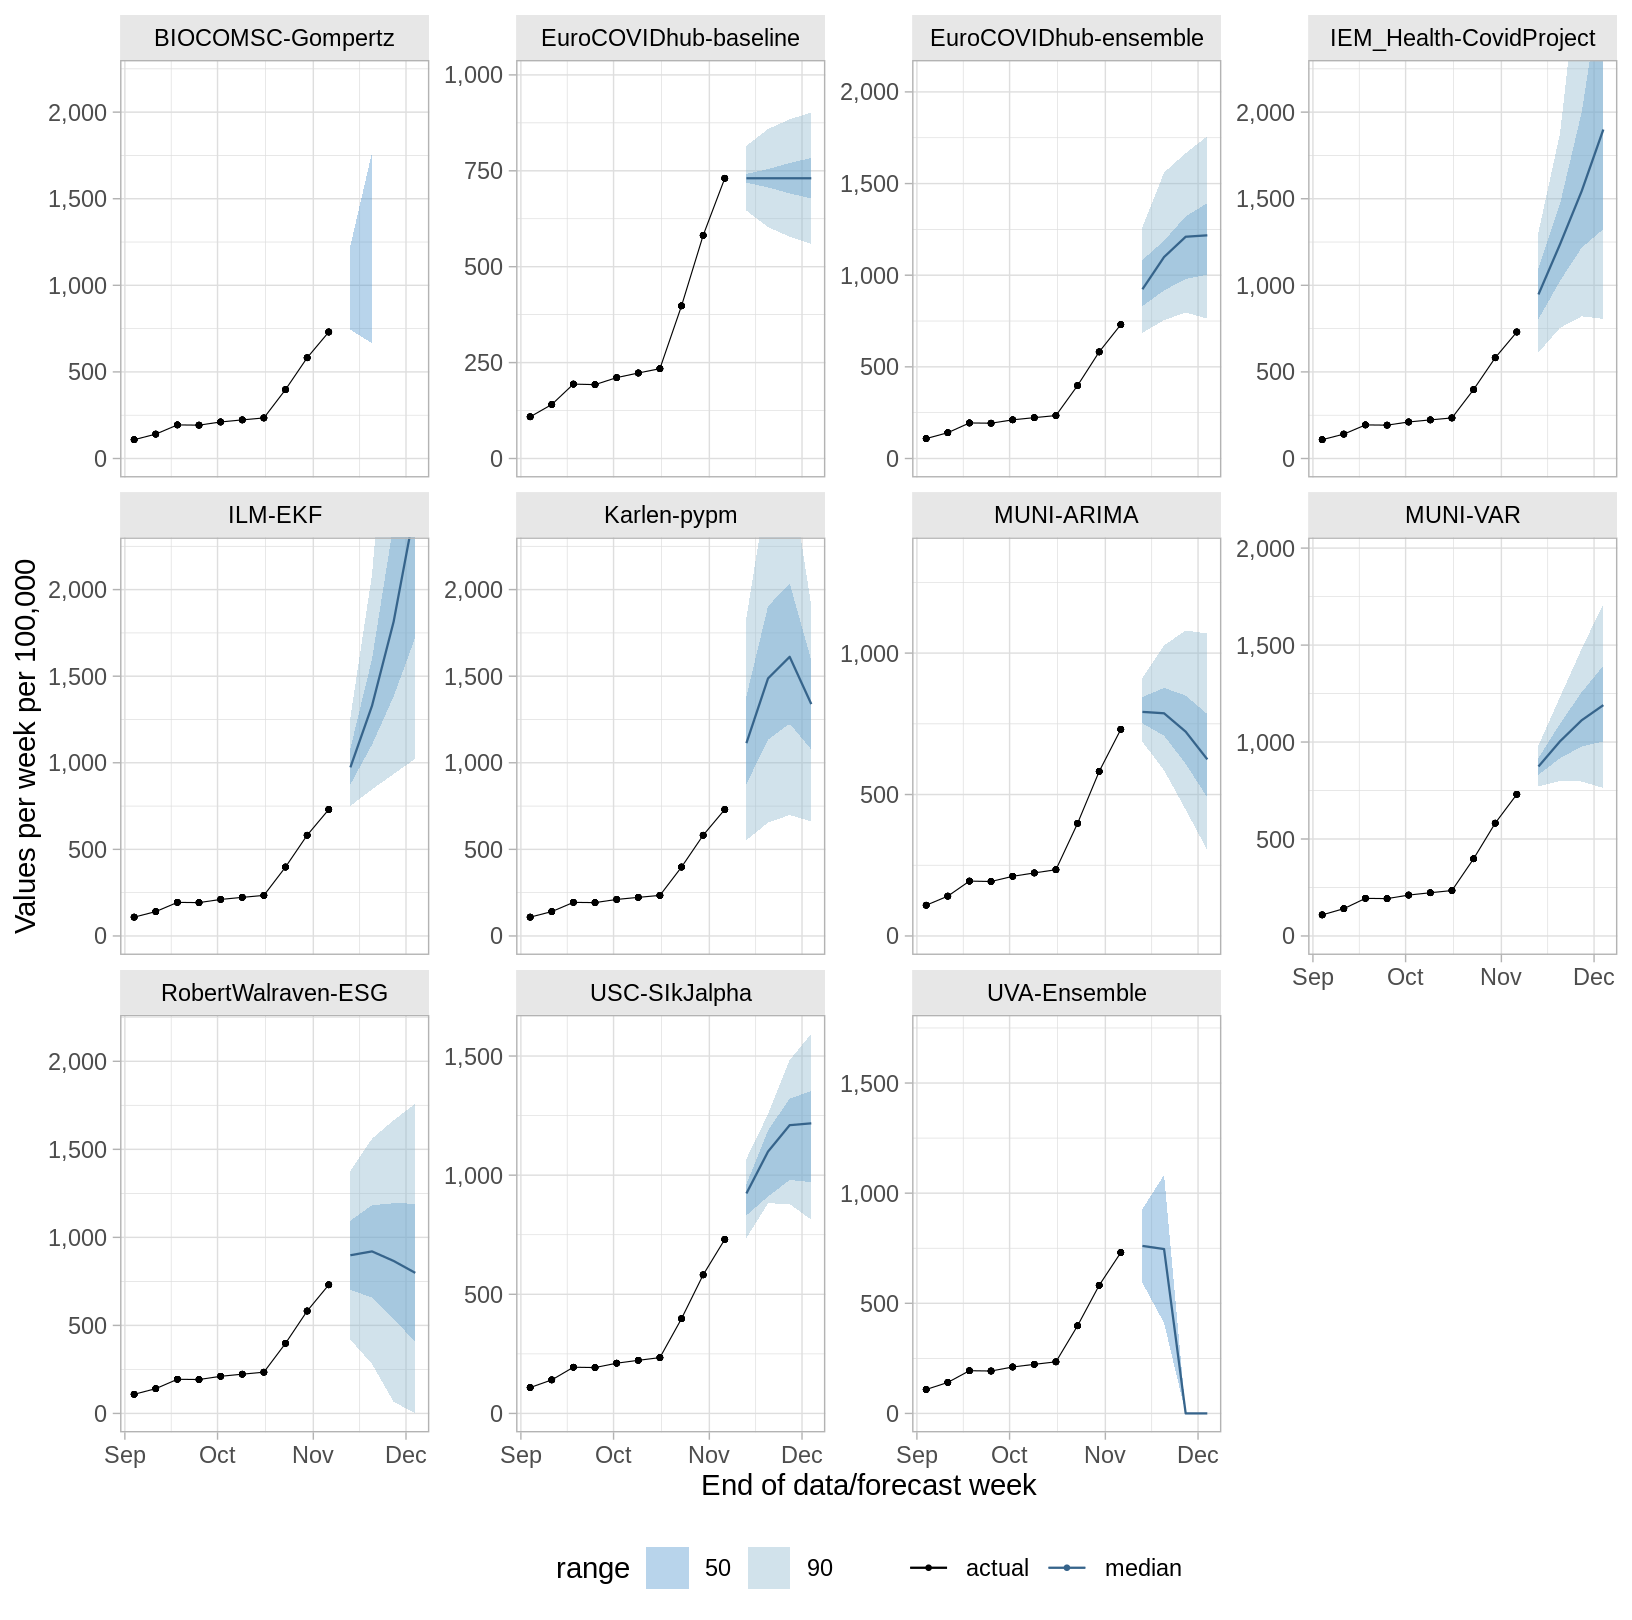 BIOCOMSC-Gompertz
EuroCOVIDhub-baseline
EuroCOVIDhub-ensemble
IEM_Health-CovidProject
2,000
1,500
1,000
500
0
1,000
750
500
250
0
2,000
1,500
1,000
500
0
2,000
1,500
1,000
500
0
ILM-EKF
Karlen-pypm
MUNI-ARIMA
MUNI-VAR
2,000
1,500
1,000
500
0
2,000
1,500
1,000
500
0
1,000
500
0
2,000
1,500
1,000
500
0
Sep Oct Nov Dec
RobertWalraven-ESG
USC-SIkJalpha
UVA-Ensemble
2,000
1,500
1,000
500
0
1,500
1,000
500
0
1,500
1,000
500
0
Sep Oct Nov Dec
Sep Oct Nov Dec
Sep Oct Nov Dec
Values per week per 100,000
End of data/forecast week
range 50 90 actual median